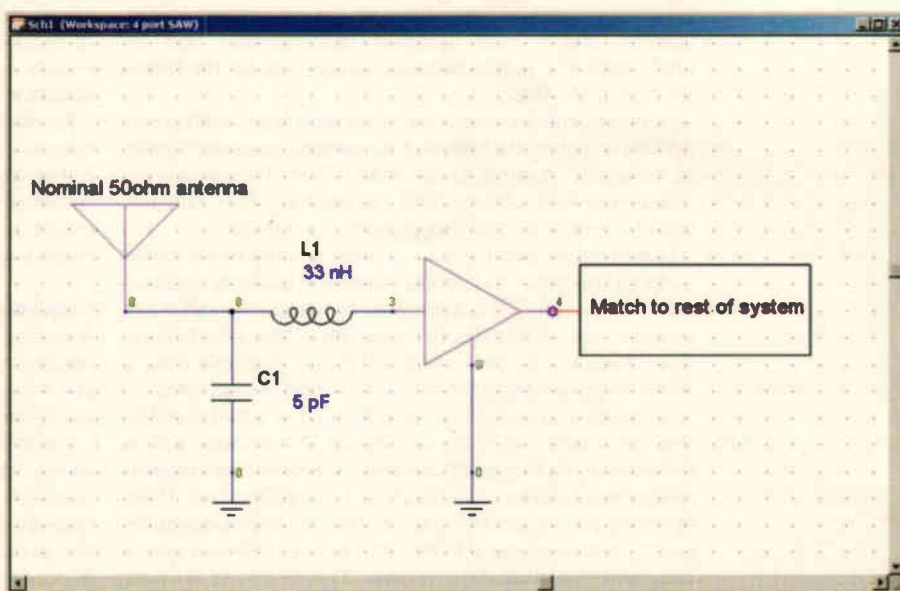 Sch1 (Workspace: 4 port SAW)
Nominal 50ohm antenna
L1
33 nH
3
4
Match to rest of system
C1
5 pF
0
0